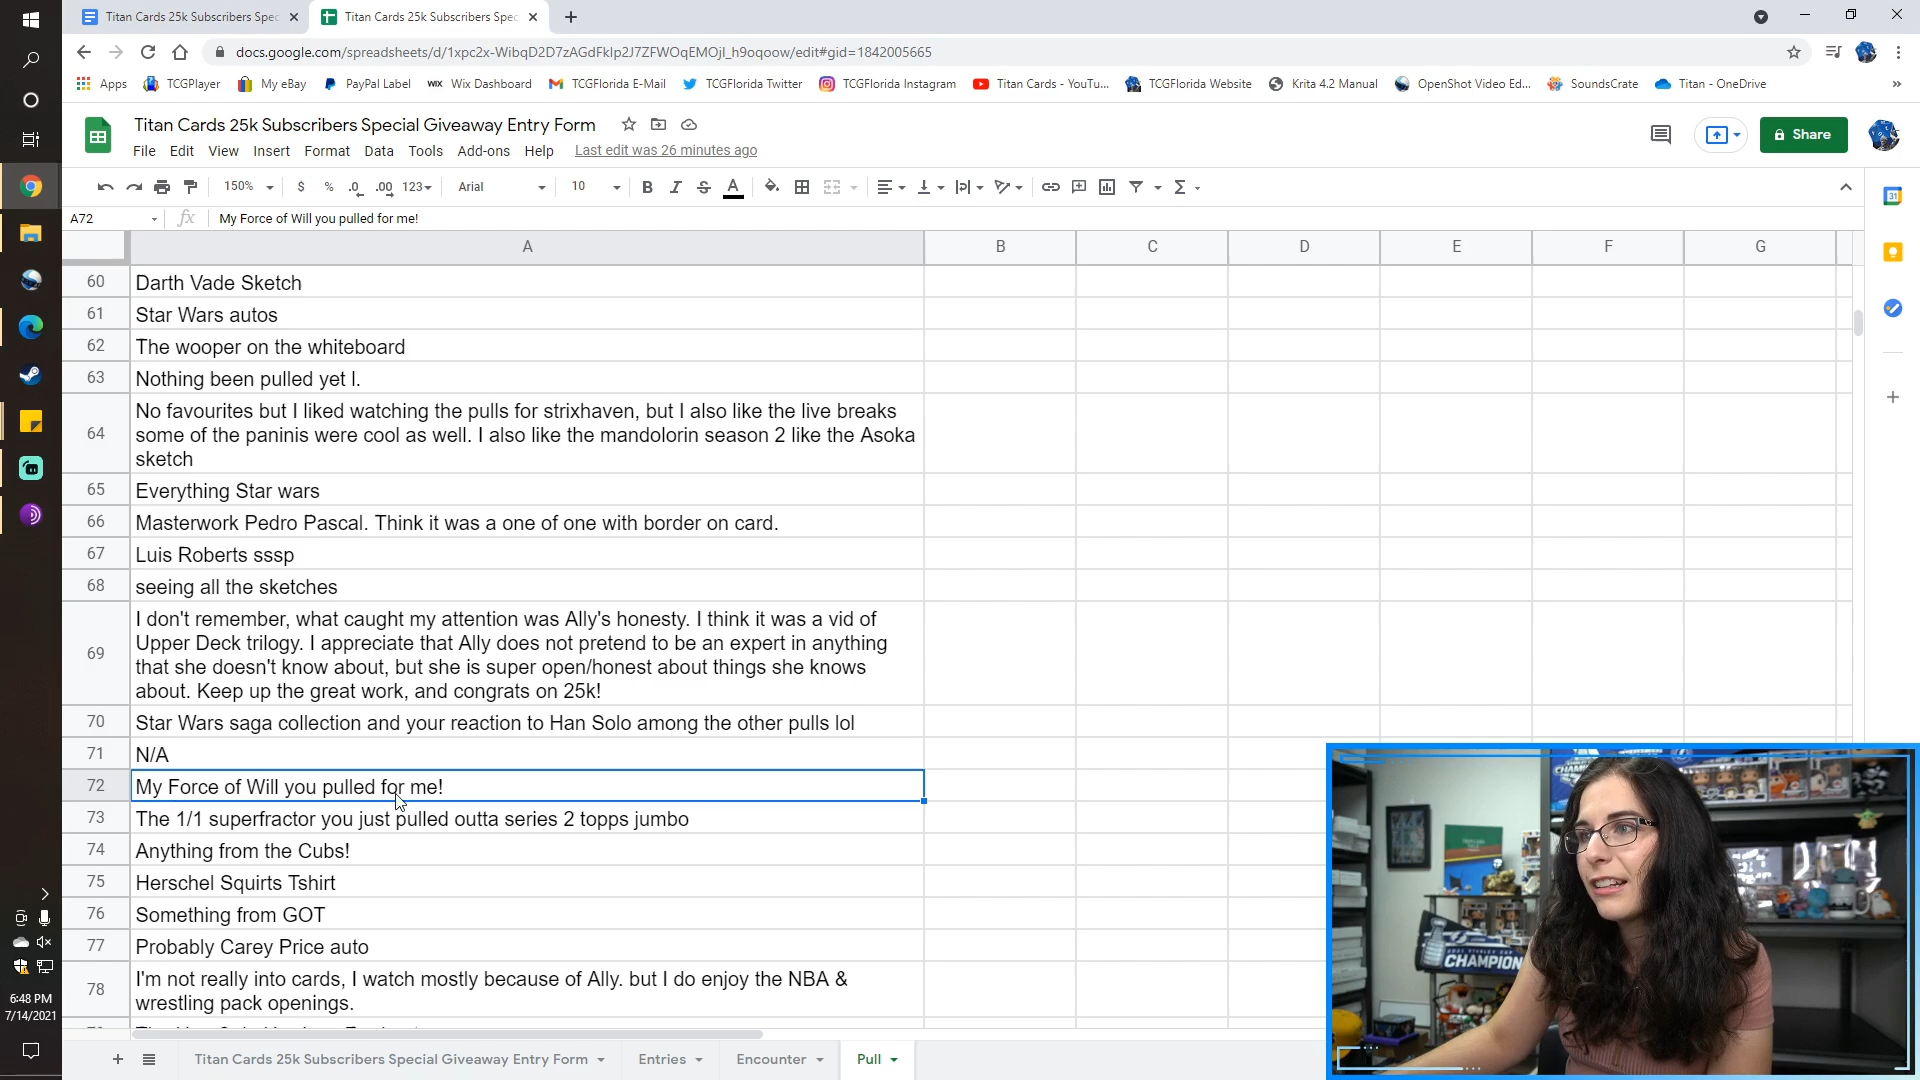 Titan Cards 25k Subscribers Spec
Titan Cards 25k Subscribers Spec
docs.google.com/spreadsheets/d/1xpc2x-WibqD2D7zAGdFkIp2J7ZFWOqEMOjl_h9oqoow/edit#gid=1842005665
Apps TCGPlayer My eBay PayPal Label WIX Wix Dashboard TCGFlorida E-Mail TCGFlorida Twitter TCGFlorida Instagram Titan Cards - YouTu... TCGFlorida Website Krita 4.2 Manual OpenShot Video Ed... SoundsCrate Titan - OneDrive
Titan Cards 25k Subscribers Special Giveaway Entry Form
Share
File Edit View Insert Format Data Tools Add-ons Help Last edit was 26 minutes ago
150% $ % .0 .00 123 Arial 10 B I S A
A72 fx My Force of Will you pulled for me!
A B C D E F G
60 Darth Vade Sketch
61 Star Wars autos
62 The wooper on the whiteboard
63 Nothing been pulled yet I.
64 No favourites but I liked watching the pulls for strixhaven, but I also like the live breaks
some of the paninis were cool as well. I also like the mandolorin season 2 like the Asoka
sketch
65 Everything Star wars
66 Masterwork Pedro Pascal. Think it was a one of one with border on card.
67 Luis Roberts sssp
68 seeing all the sketches
69 I don't remember, what caught my attention was Ally's honesty. I think it was a vid of
Upper Deck trilogy. I appreciate that Ally does not pretend to be an expert in anything
that she doesn't know about, but she is super open/honest about things she knows
about. Keep up the great work, and congrats on 25k!
70 Star Wars saga collection and your reaction to Han Solo among the other pulls lol
71 N/A
72 My Force of Will you pulled for me!
73 The 1/1 superfractor you just pulled outta series 2 topps jumbo
74 Anything from the Cubs!
75 Herschel Squirts Tshirt
76 Something from GOT
77 Probably Carey Price auto
78 I'm not really into cards, I watch mostly because of Ally. but I do enjoy the NBA &
wrestling pack openings.
Titan Cards 25k Subscribers Special Giveaway Entry Form Entries Encounter Pull
6:48 PM
7/14/2021
31
CHAMPION